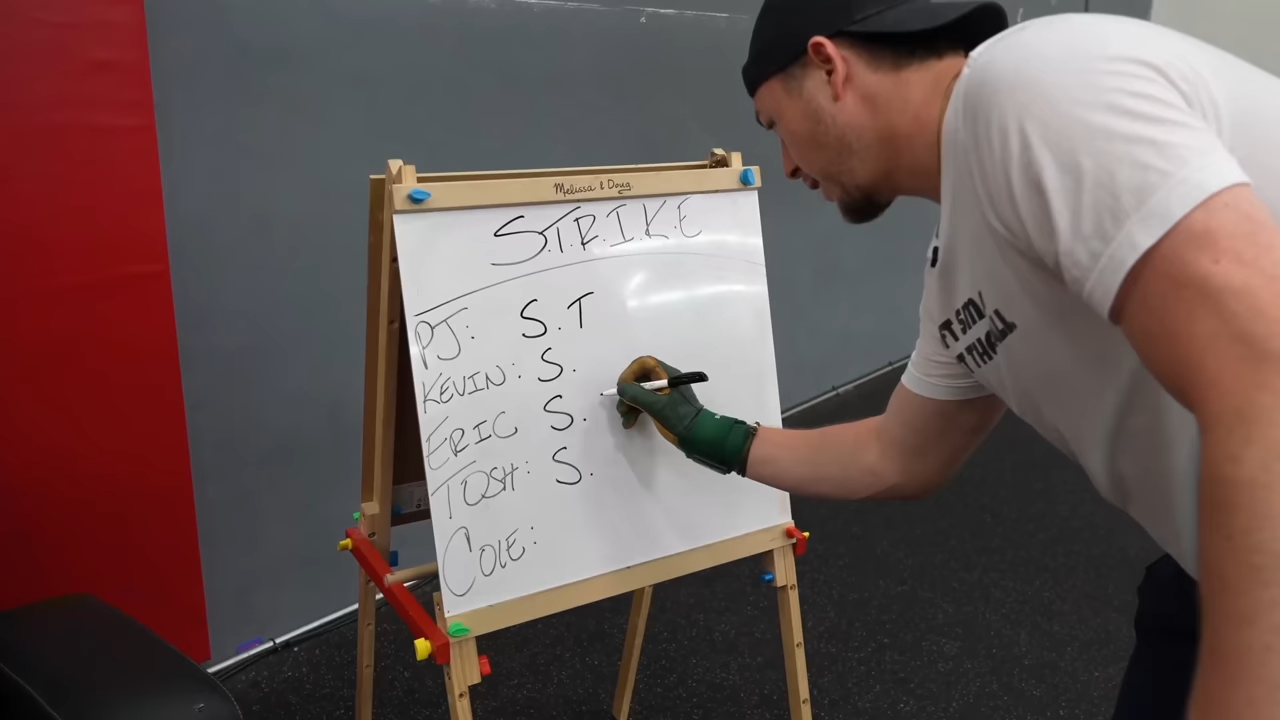 Melissa & Doug
S.T.R.I.K.E
PJ: S.T
KEVIN: S.
ERIC S.
TOSH: S.
COLE: